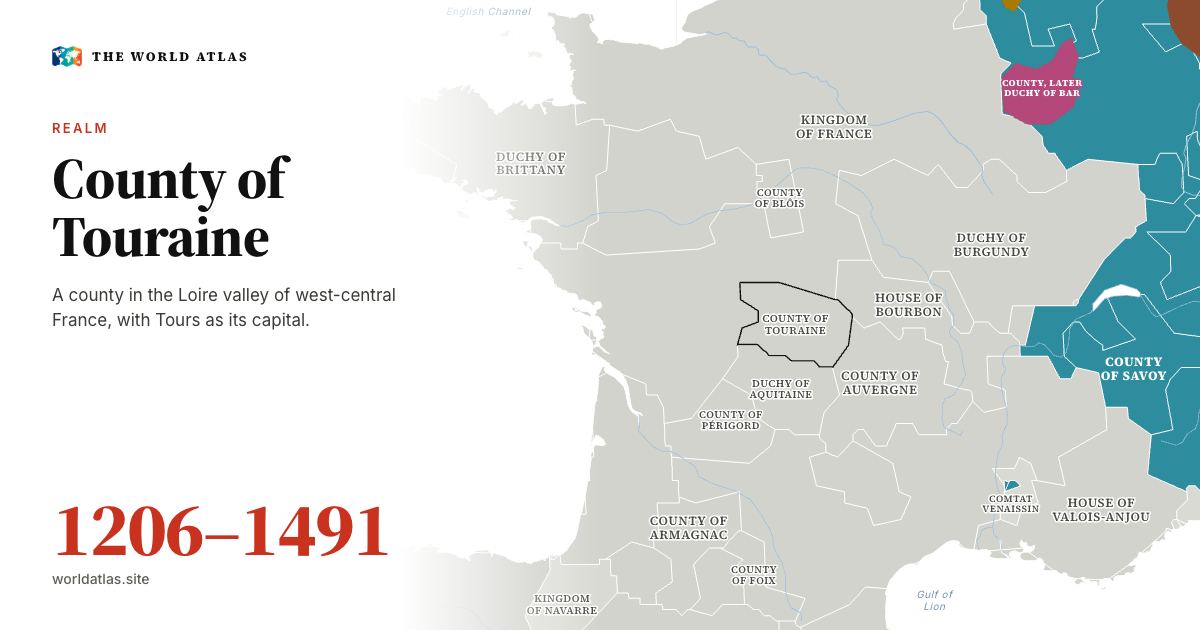 THE WORLD ATLAS
REALM
County of
Touraine
A county in the Loire valley of west-central
France, with Tours as its capital.
1206–1491
worldatlas.site
English Channel
COUNTY, LATER
DUCHY OF BAR
KINGDOM
OF FRANCE
DUCHY OF
BRITTANY
COUNTY
OF BLOIS
DUCHY OF
BURGUNDY
HOUSE OF
BOURBON
COUNTY OF
TOURAINE
COUNTY
OF SAVOY
DUCHY OF
AQUITAINE
COUNTY OF
AUVERGNE
COUNTY OF
PÉRIGORD
COMTAT
VENAISSIN
HOUSE OF
VALOIS-ANJOU
COUNTY OF
ARMAGNAC
COUNTY
OF FOIX
KINGDOM
OF NAVARRE
Gulf of
Lion